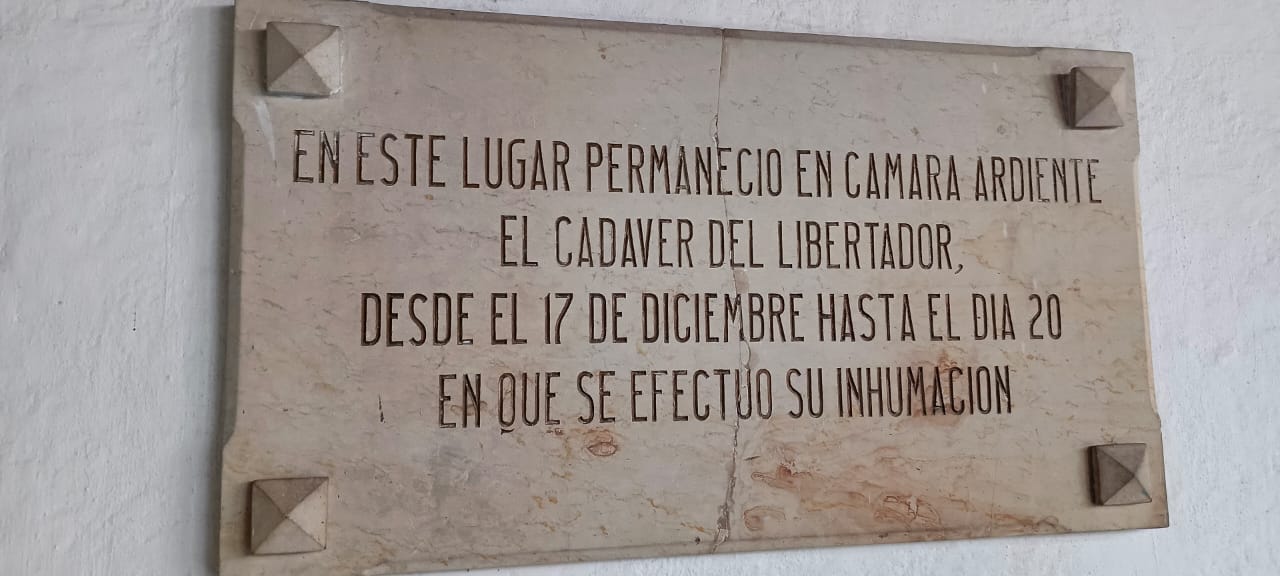 EN ESTE LUGAR PERMANECIO EN CAMARA ARDIENTE
EL CADAVER DEL LIBERTADOR,
DESDE EL 17 DE DICIEMBRE HASTA EL DIA 20
EN QUE SE EFECTUO SU INHUMACION